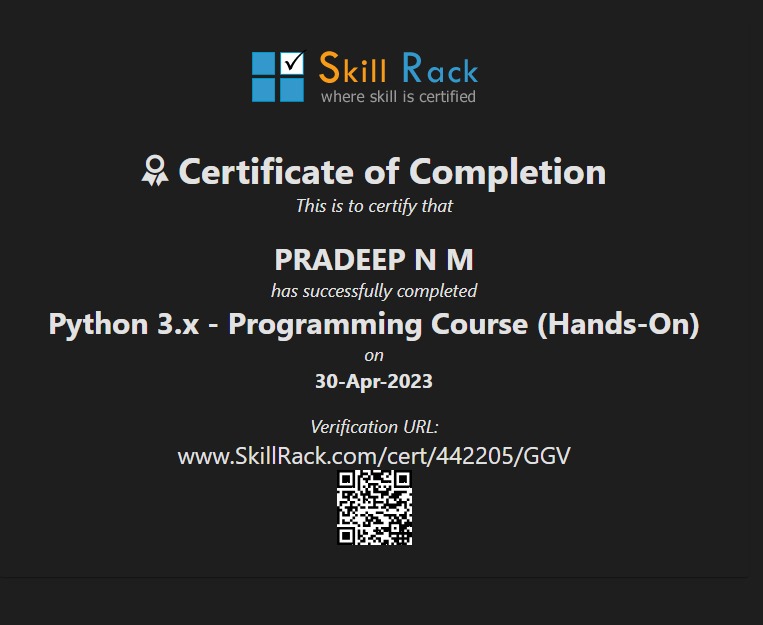 Skill Rack
where skill is certified
Certificate of Completion
This is to certify that
PRADEEP N M
has successfully completed
Python 3.x - Programming Course (Hands-On)
on
30-Apr-2023
Verification URL:
www.SkillRack.com/cert/442205/GGV